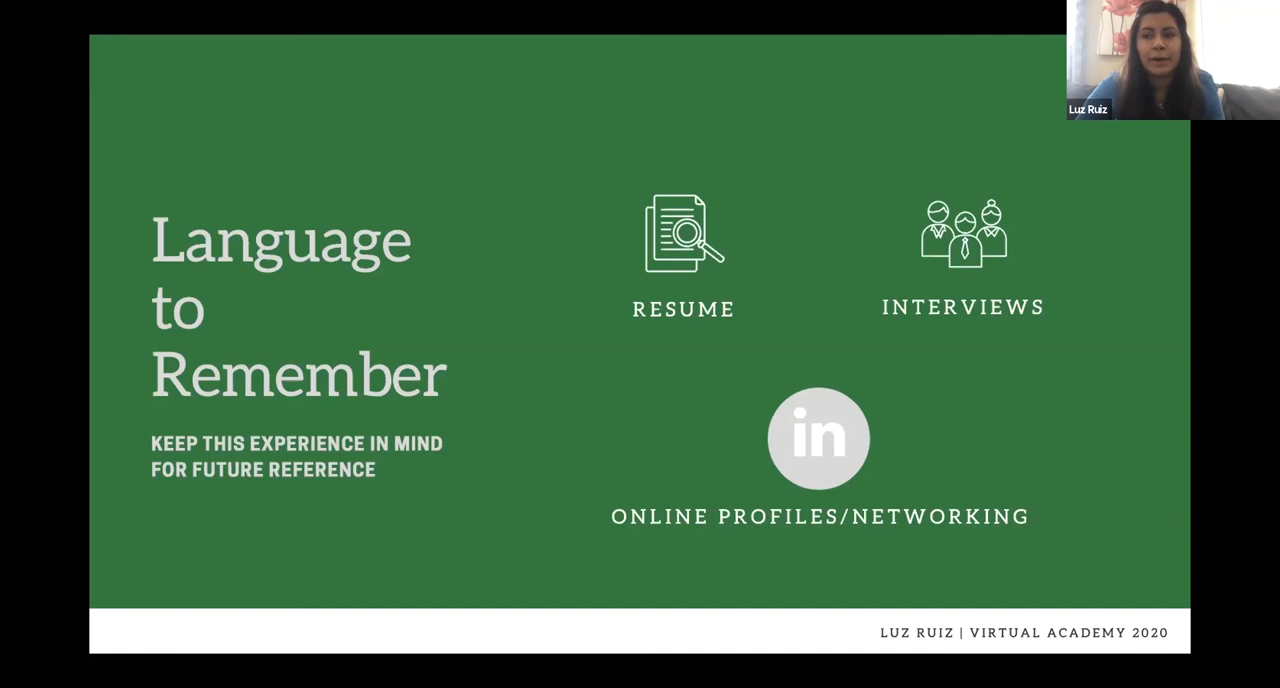 Luz Ruiz
Language
to
Remember
KEEP THIS EXPERIENCE IN MIND
FOR FUTURE REFERENCE
RESUME
INTERVIEWS
in
ONLINE PROFILES/NETWORKING
LUZ RUIZ | VIRTUAL ACADEMY 2020